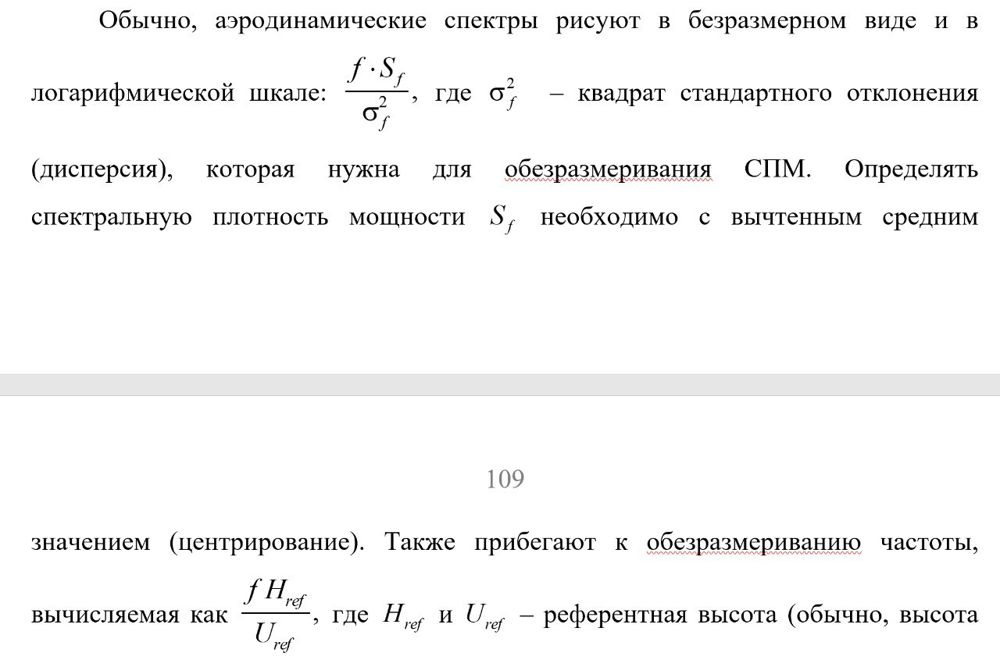 Обычно, аэродинамические спектры рисуют в безразмерном виде и в
логарифмической шкале: $\frac{f \cdot S_f}{\sigma_f^2}$, где $\sigma_f^2$ – квадрат стандартного отклонения
(дисперсия), которая нужна для обезразмеривания СПМ. Определять
спектральную плотность мощности $S_f$ необходимо с вычтенным средним
109
значением (центрирование). Также прибегают к обезразмериванию частоты,
вычисляемая как $\frac{f H_{ref}}{U_{ref}}$, где $H_{ref}$ и $U_{ref}$ – референтная высота (обычно, высота